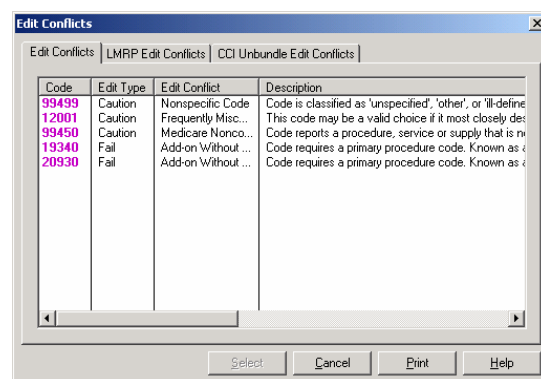 Edit Conflicts
Edit Conflicts LMRP Edit Conflicts CCI Unbundle Edit Conflicts
Code Edit Type Edit Conflict Description
99499 Caution Nonspecific Code Code is classified as 'unspecified', 'other', or 'ill-define
12001 Caution Frequently Misc... This code may be a valid choice if it most closely des
99450 Caution Medicare Nonco... Code reports a procedure, service or supply that is n
19340 Fail Add-on Without ... Code requires a primary procedure code. Known as a
20930 Fail Add-on Without ... Code requires a primary procedure code. Known as a
Select Cancel Print Help